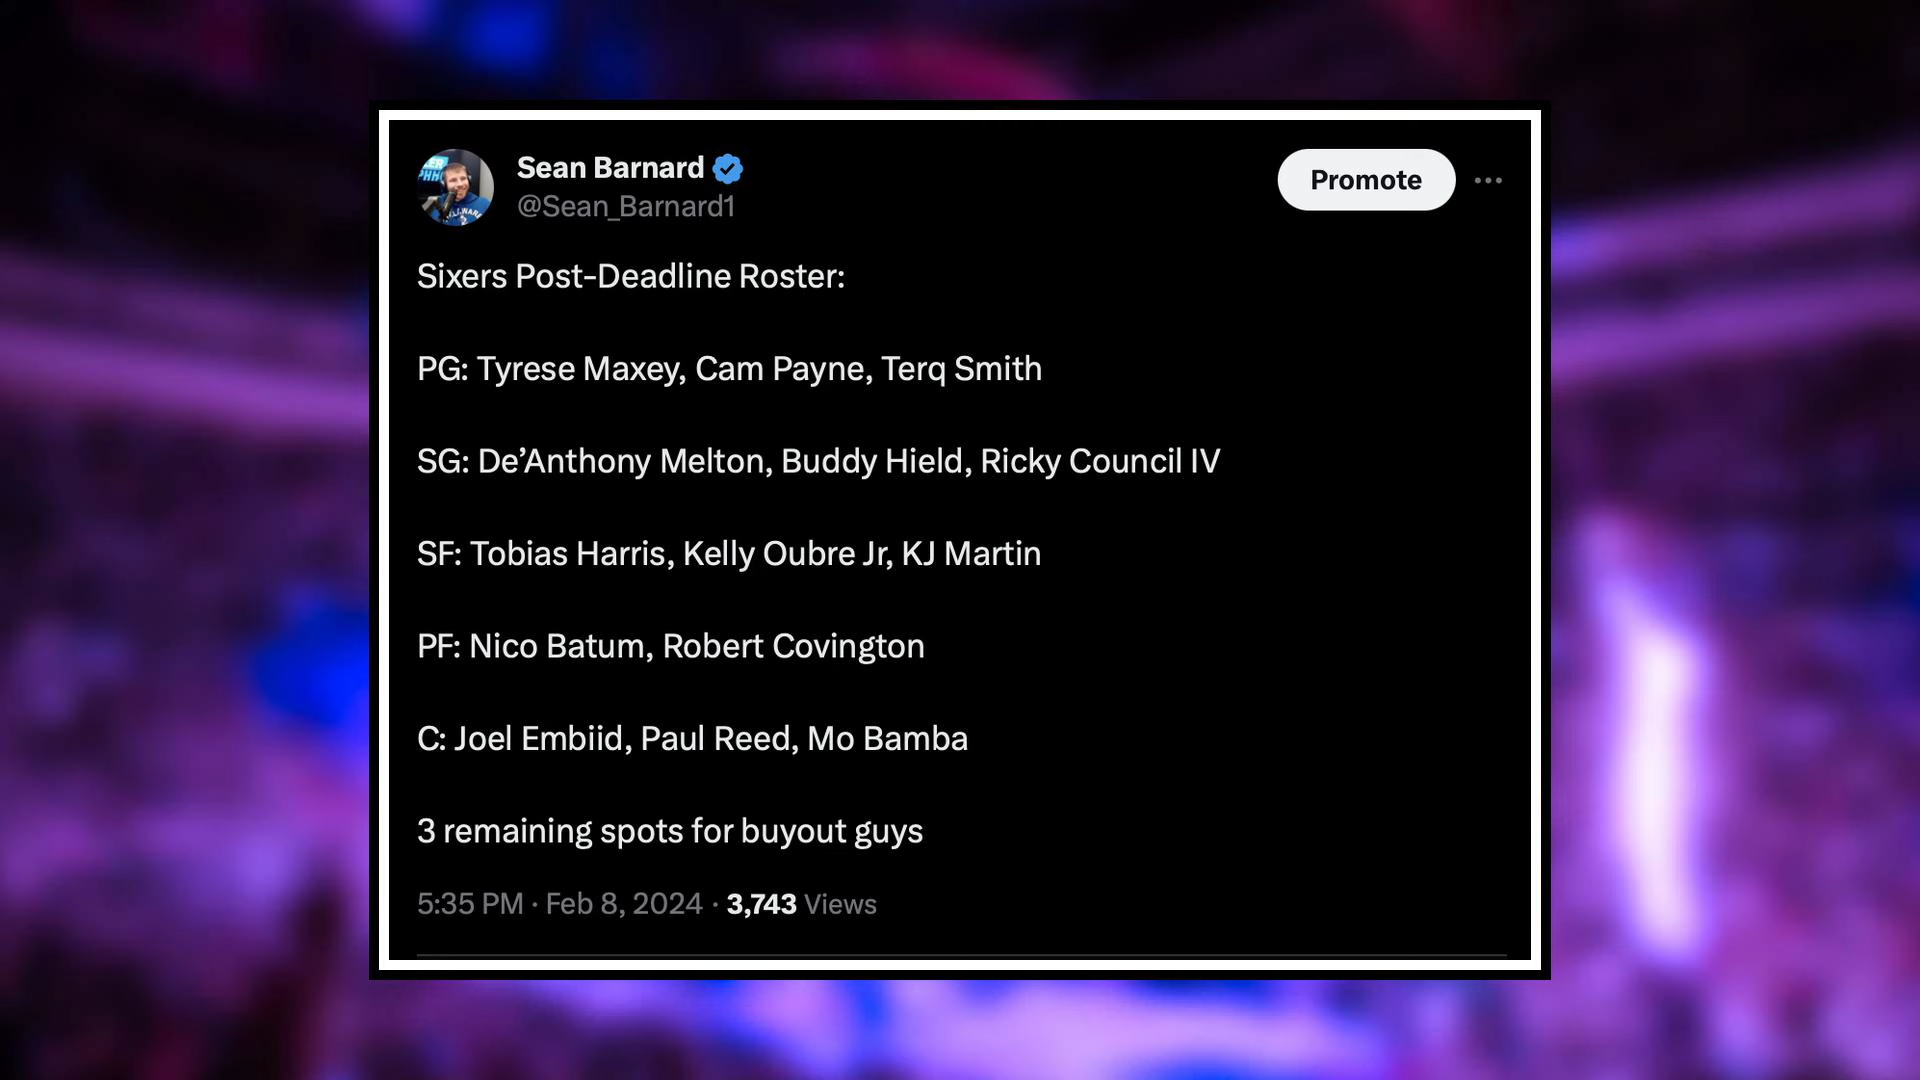 Sean Barnard
@Sean_Barnard1
Promote
Sixers Post-Deadline Roster:
PG: Tyrese Maxey, Cam Payne, Terq Smith
SG: De’Anthony Melton, Buddy Hield, Ricky Council IV
SF: Tobias Harris, Kelly Oubre Jr, KJ Martin
PF: Nico Batum, Robert Covington
C: Joel Embiid, Paul Reed, Mo Bamba
3 remaining spots for buyout guys
5:35 PM · Feb 8, 2024 · 3,743 Views